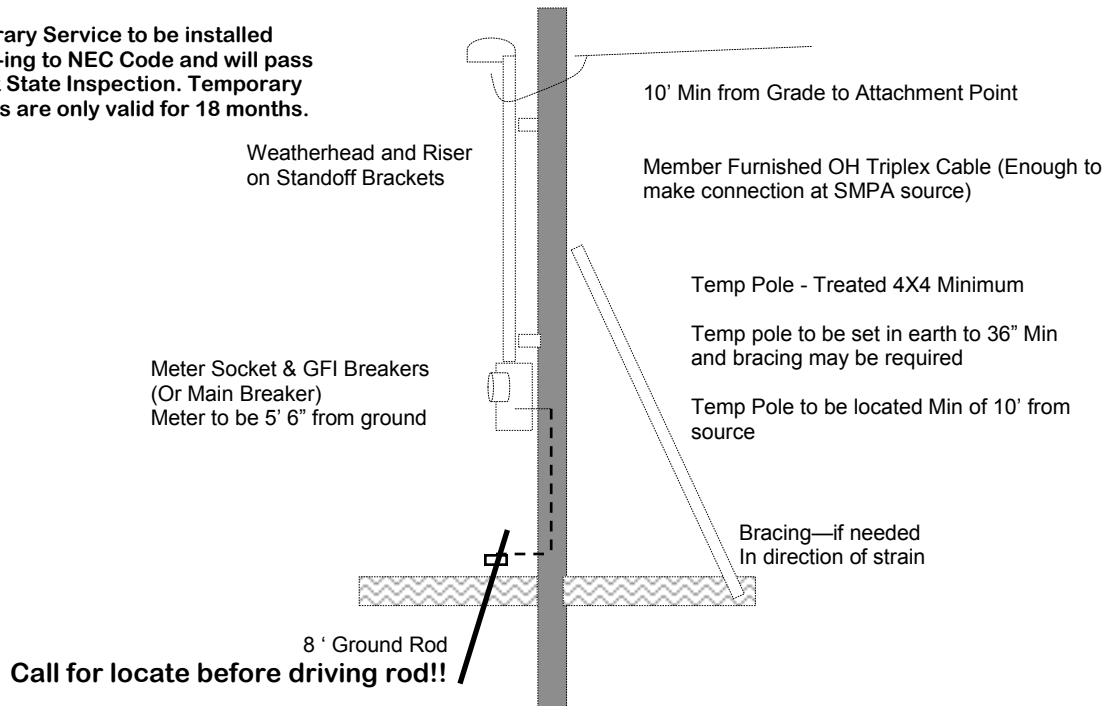 rary Service to be installed
-ing to NEC Code and will pass
State Inspection. Temporary
s are only valid for 18 months.
10’ Min from Grade to Attachment Point
Weatherhead and Riser
on Standoff Brackets
Member Furnished OH Triplex Cable (Enough to
make connection at SMPA source)
Temp Pole - Treated 4X4 Minimum
Temp pole to be set in earth to 36” Min
and bracing may be required
Meter Socket & GFI Breakers
(Or Main Breaker)
Meter to be 5’ 6” from ground
Temp Pole to be located Min of 10’ from
source
Bracing—if needed
In direction of strain
8 ‘ Ground Rod
Call for locate before driving rod!!